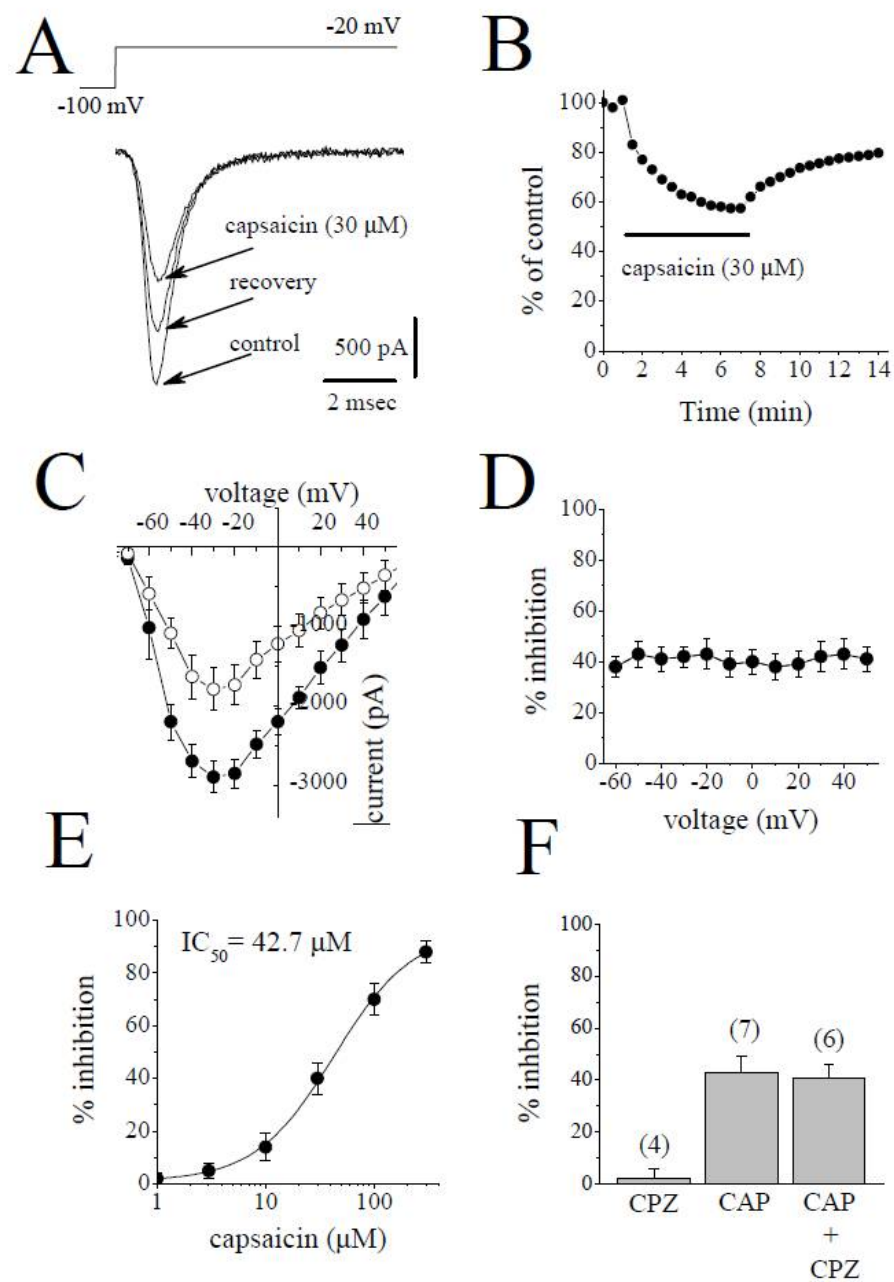 A
-20 mV
-100 mV
capsaicin (30 μM)
recovery
control
500 pA
2 msec
B
100
80
60
40
20
0
% of control
capsaicin (30 μM)
0 2 4 6 8 10 12 14
Time (min)
C
voltage (mV)
-60 -40 -20 20 40
-1000
-2000
-3000
current (pA)
D
100
80
60
40
20
0
% inhibition
-60 -40 -20 0 20 40
voltage (mV)
E
100
80
60
40
20
0
% inhbition
IC50= 42.7 μM
1 10 100
capsaicin (μM)
F
100
80
60
40
20
0
% inhbition
(4)
(7)
(6)
CPZ CAP CAP
+
CPZ